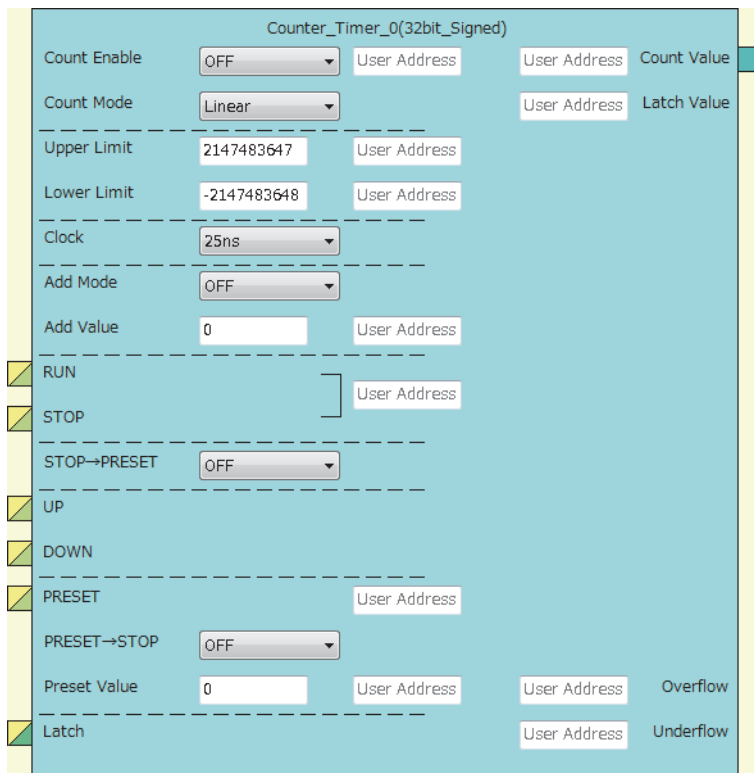 Counter_Timer_0(32bit_Signed)
Count Enable OFF User Address User Address Count Value
Count Mode Linear User Address Latch Value
Upper Limit 2147483647 User Address
Lower Limit -2147483648 User Address
Clock 25ns
Add Mode OFF
Add Value 0 User Address
RUN
User Address
STOP
STOP→PRESET OFF
UP
DOWN
PRESET User Address
PRESET→STOP OFF
Preset Value 0 User Address User Address Overflow
Latch User Address Underflow